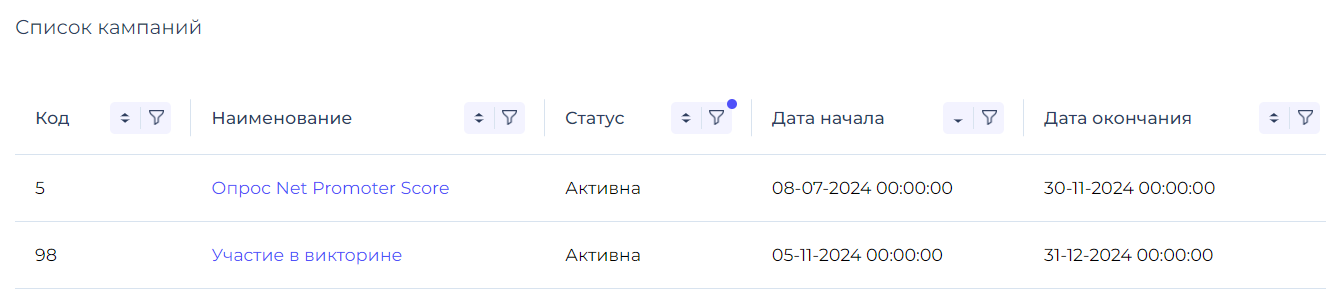 Список кампаний
Код Наименование Статус Дата начала Дата окончания
5 Опрос Net Promoter Score Активна 08-07-2024 00:00:00 30-11-2024 00:00:00
98 Участие в викторине Активна 05-11-2024 00:00:00 31-12-2024 00:00:00